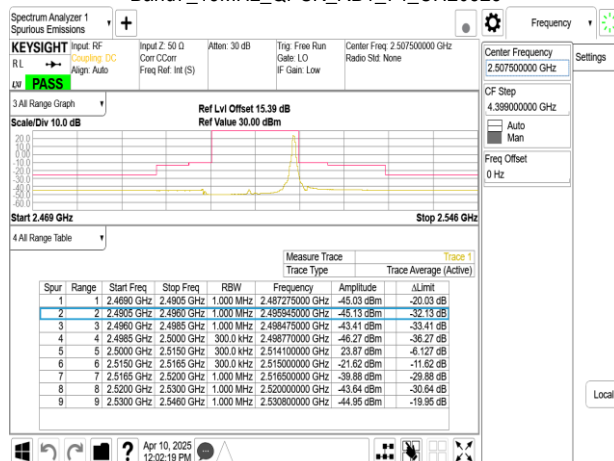 Spectrum Analyzer 1
Spurious Emissions
Frequency
KEYSIGHT
Input: RF
Coupling: DC
Align: Auto
Input Z: 50 Ω
Corr CCorr
Freq Ref: Int (S)
Atten: 30 dB
Trig: Free Run
Gate: LO
IF Gain: Low
Center Freq: 2.507500000 GHz
Radio Std: None
RL
LXI
PASS
Center Frequency
2.507500000 GHz
Settings
CF Step
4.399000000 GHz
Auto
Man
Freq Offset
0 Hz
3 All Range Graph
Scale/Div 10.0 dB
Ref Lvl Offset 15.39 dB
Ref Value 30.00 dBm
20.0
10.0
0.00
-10.0
-20.0
-30.0
-40.0
-50.0
-60.0
Start 2.469 GHz
Stop 2.546 GHz
4 All Range Table
Measure Trace Trace 1
Trace Type Trace Average (Active)
Spur Range Start Freq Stop Freq RBW Frequency Amplitude ΔLimit
1 1 2.4690 GHz 2.4905 GHz 1.000 MHz 2.487275000 GHz -45.03 dBm -20.03 dB
2 2 2.4905 GHz 2.4960 GHz 1.000 MHz 2.495945000 GHz -45.13 dBm -32.13 dB
3 3 2.4960 GHz 2.4985 GHz 1.000 MHz 2.498475000 GHz -43.41 dBm -33.41 dB
4 4 2.4985 GHz 2.5000 GHz 300.0 kHz 2.498770000 GHz -46.27 dBm -36.27 dB
5 5 2.5000 GHz 2.5150 GHz 300.0 kHz 2.514100000 GHz 23.87 dBm -6.127 dB
6 6 2.5150 GHz 2.5165 GHz 300.0 kHz 2.515000000 GHz -21.62 dBm -11.62 dB
7 7 2.5165 GHz 2.5200 GHz 1.000 MHz 2.516500000 GHz -39.88 dBm -29.88 dB
8 8 2.5200 GHz 2.5300 GHz 1.000 MHz 2.520000000 GHz -43.64 dBm -30.64 dB
9 9 2.5300 GHz 2.5460 GHz 1.000 MHz 2.530800000 GHz -44.95 dBm -19.95 dB
Local
?
Apr 10, 2025
12:02:19 PM